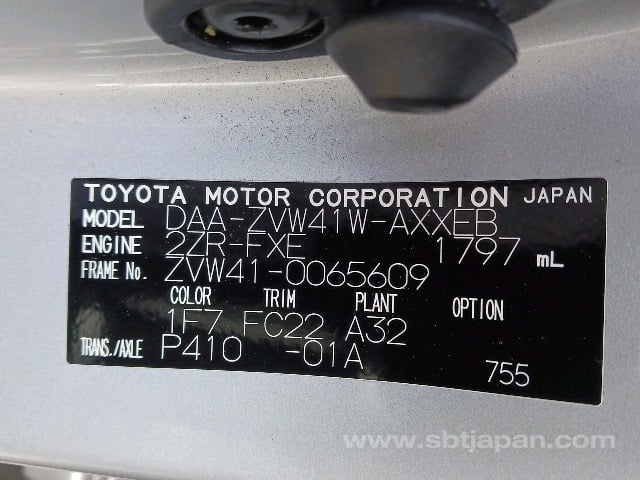 TOYOTA MOTOR CORPORATION JAPAN
MODEL DAA-ZVW41W-AXXEB
ENGINE 2ZR-FXE 1797 mL
FRAME No. ZVW41-0065609
COLOR TRIM PLANT OPTION
1F7 FC22 A32
TRANS./AXLE P410 -01A
755
www.sbtjapan.com